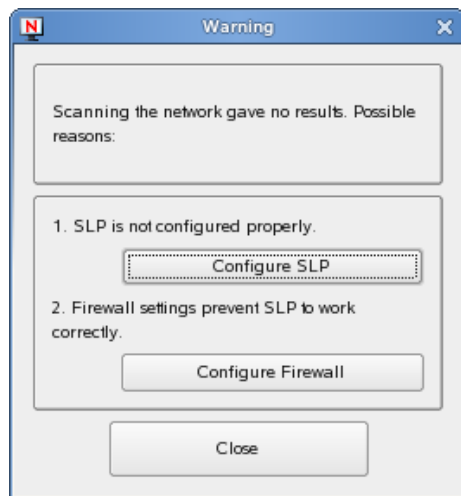 N
Warning
Scanning the network gave no results. Possible
reasons:
1. SLP is not configured properly.
Configure SLP
2. Firewall settings prevent SLP to work
correctly.
Configure Firewall
Close